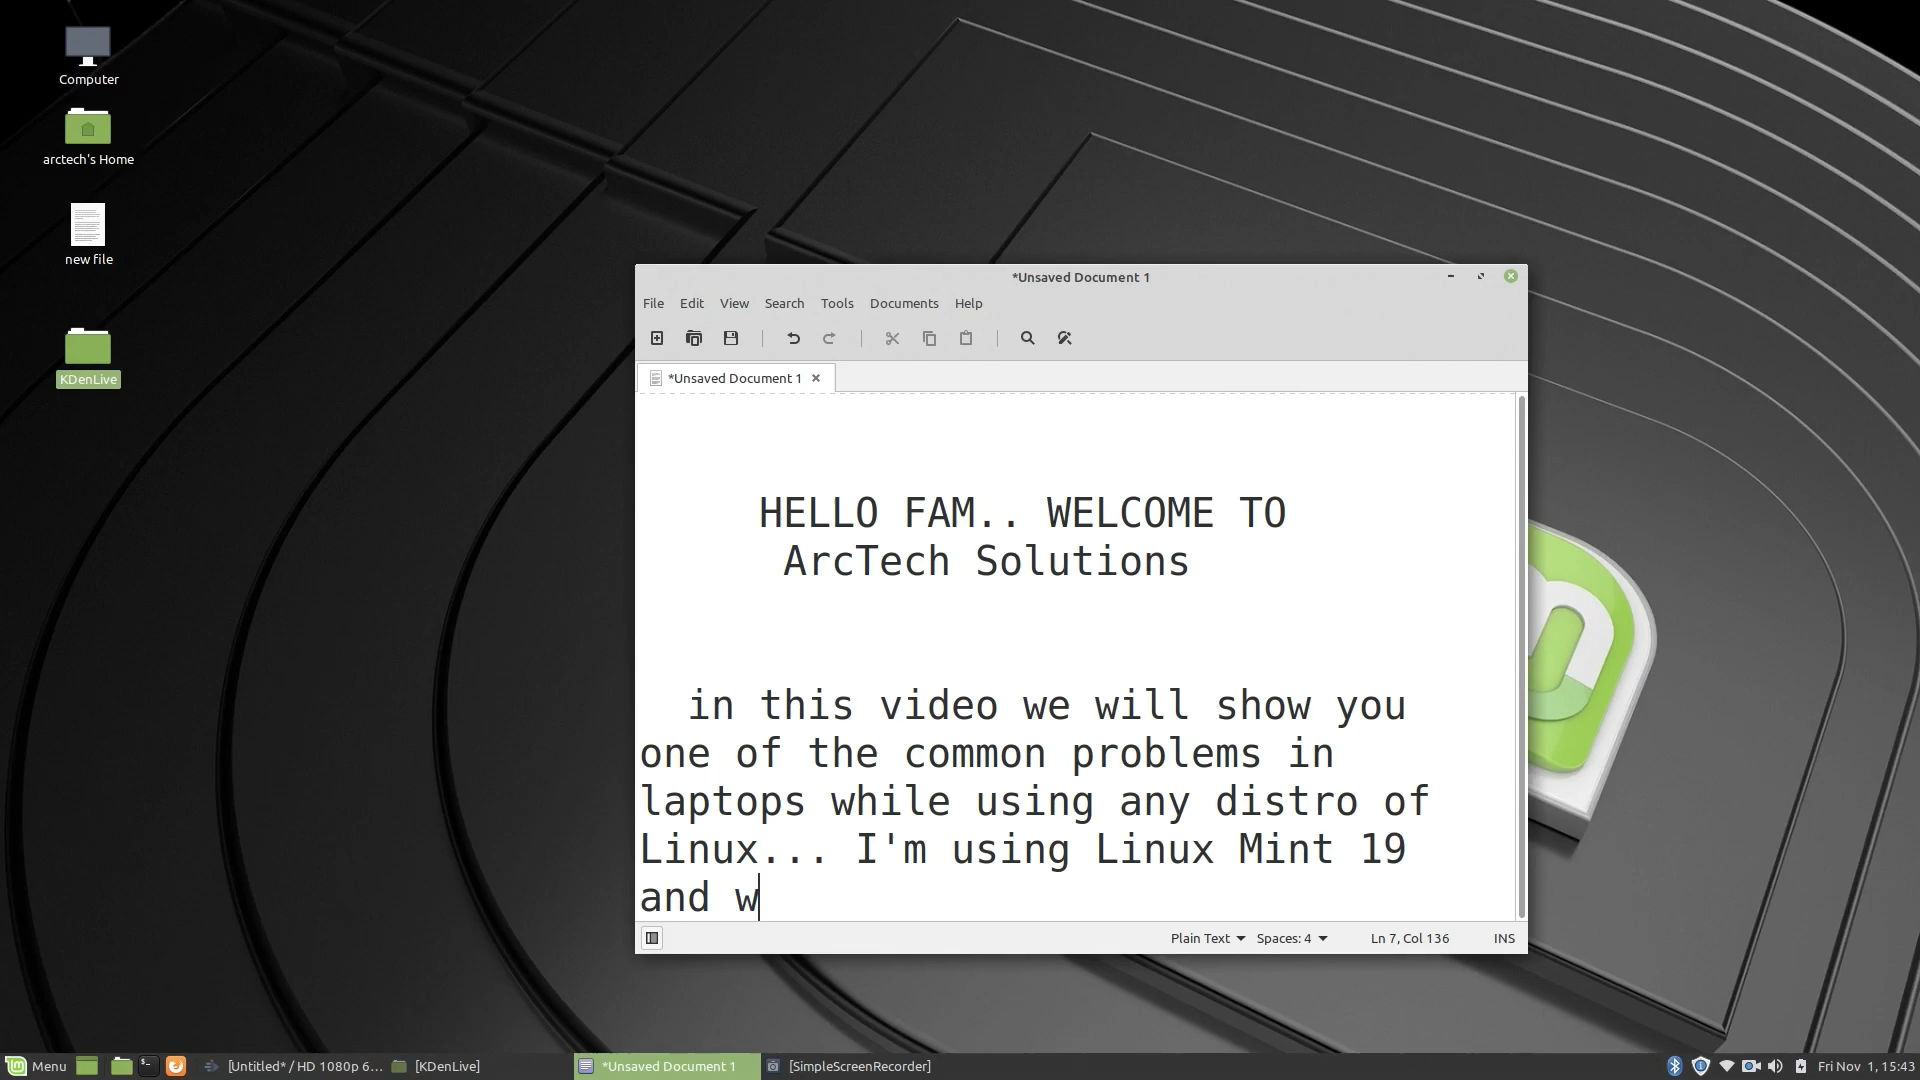 Computer
arctech's Home
new file
KDenLive
*Unsaved Document 1
File Edit View Search Tools Documents Help
*Unsaved Document 1
HELLO FAM.. WELCOME TO
ArcTech Solutions
in this video we will show you
one of the common problems in
laptops while using any distro of
Linux... I'm using Linux Mint 19
and w
Plain Text Spaces: 4 Ln 7, Col 136 INS
Menu [Untitled* / HD 1080p 6... [KDenLive] *Unsaved Document 1 [SimpleScreenRecorder] Fri Nov 1, 15:43